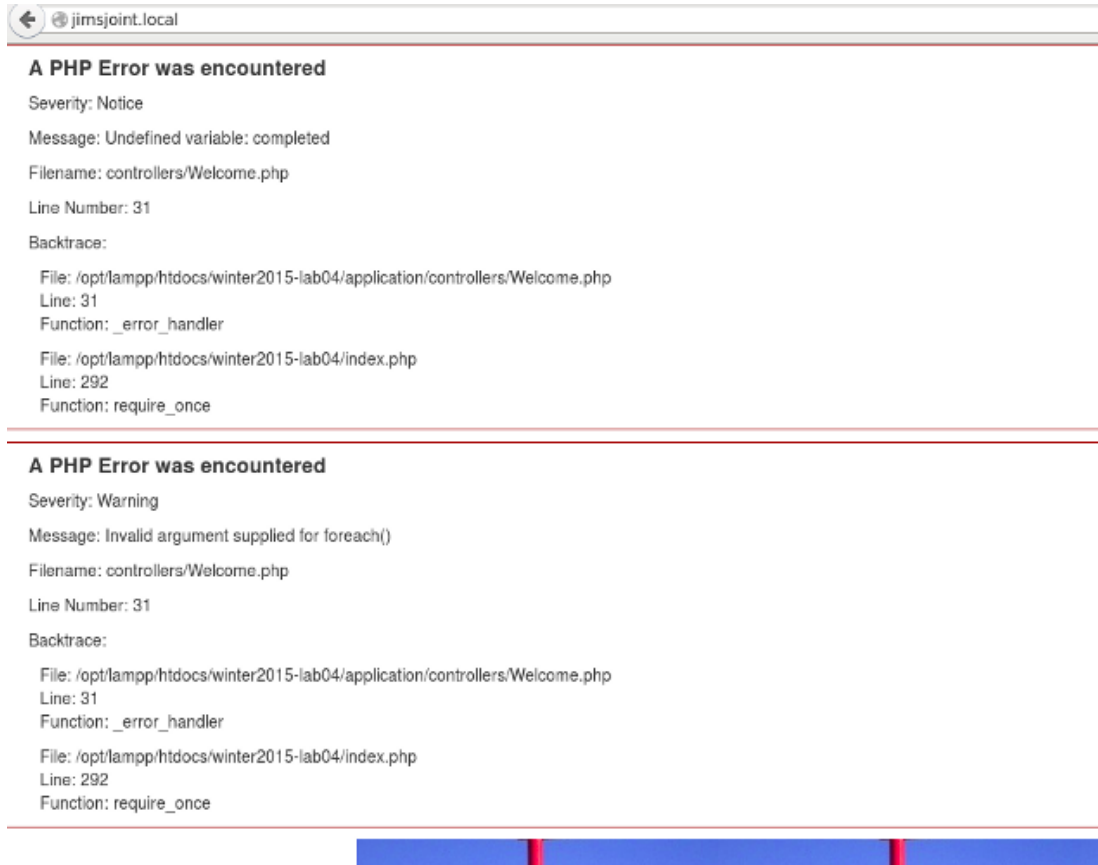 jimsjoint.local
A PHP Error was encountered
Severity: Notice
Message: Undefined variable: completed
Filename: controllers/Welcome.php
Line Number: 31
Backtrace:
File: /opt/lampp/htdocs/winter2015-lab04/application/controllers/Welcome.php
Line: 31
Function: _error_handler
File: /opt/lampp/htdocs/winter2015-lab04/index.php
Line: 292
Function: require_once
A PHP Error was encountered
Severity: Warning
Message: Invalid argument supplied for foreach()
Filename: controllers/Welcome.php
Line Number: 31
Backtrace:
File: /opt/lampp/htdocs/winter2015-lab04/application/controllers/Welcome.php
Line: 31
Function: _error_handler
File: /opt/lampp/htdocs/winter2015-lab04/index.php
Line: 292
Function: require_once